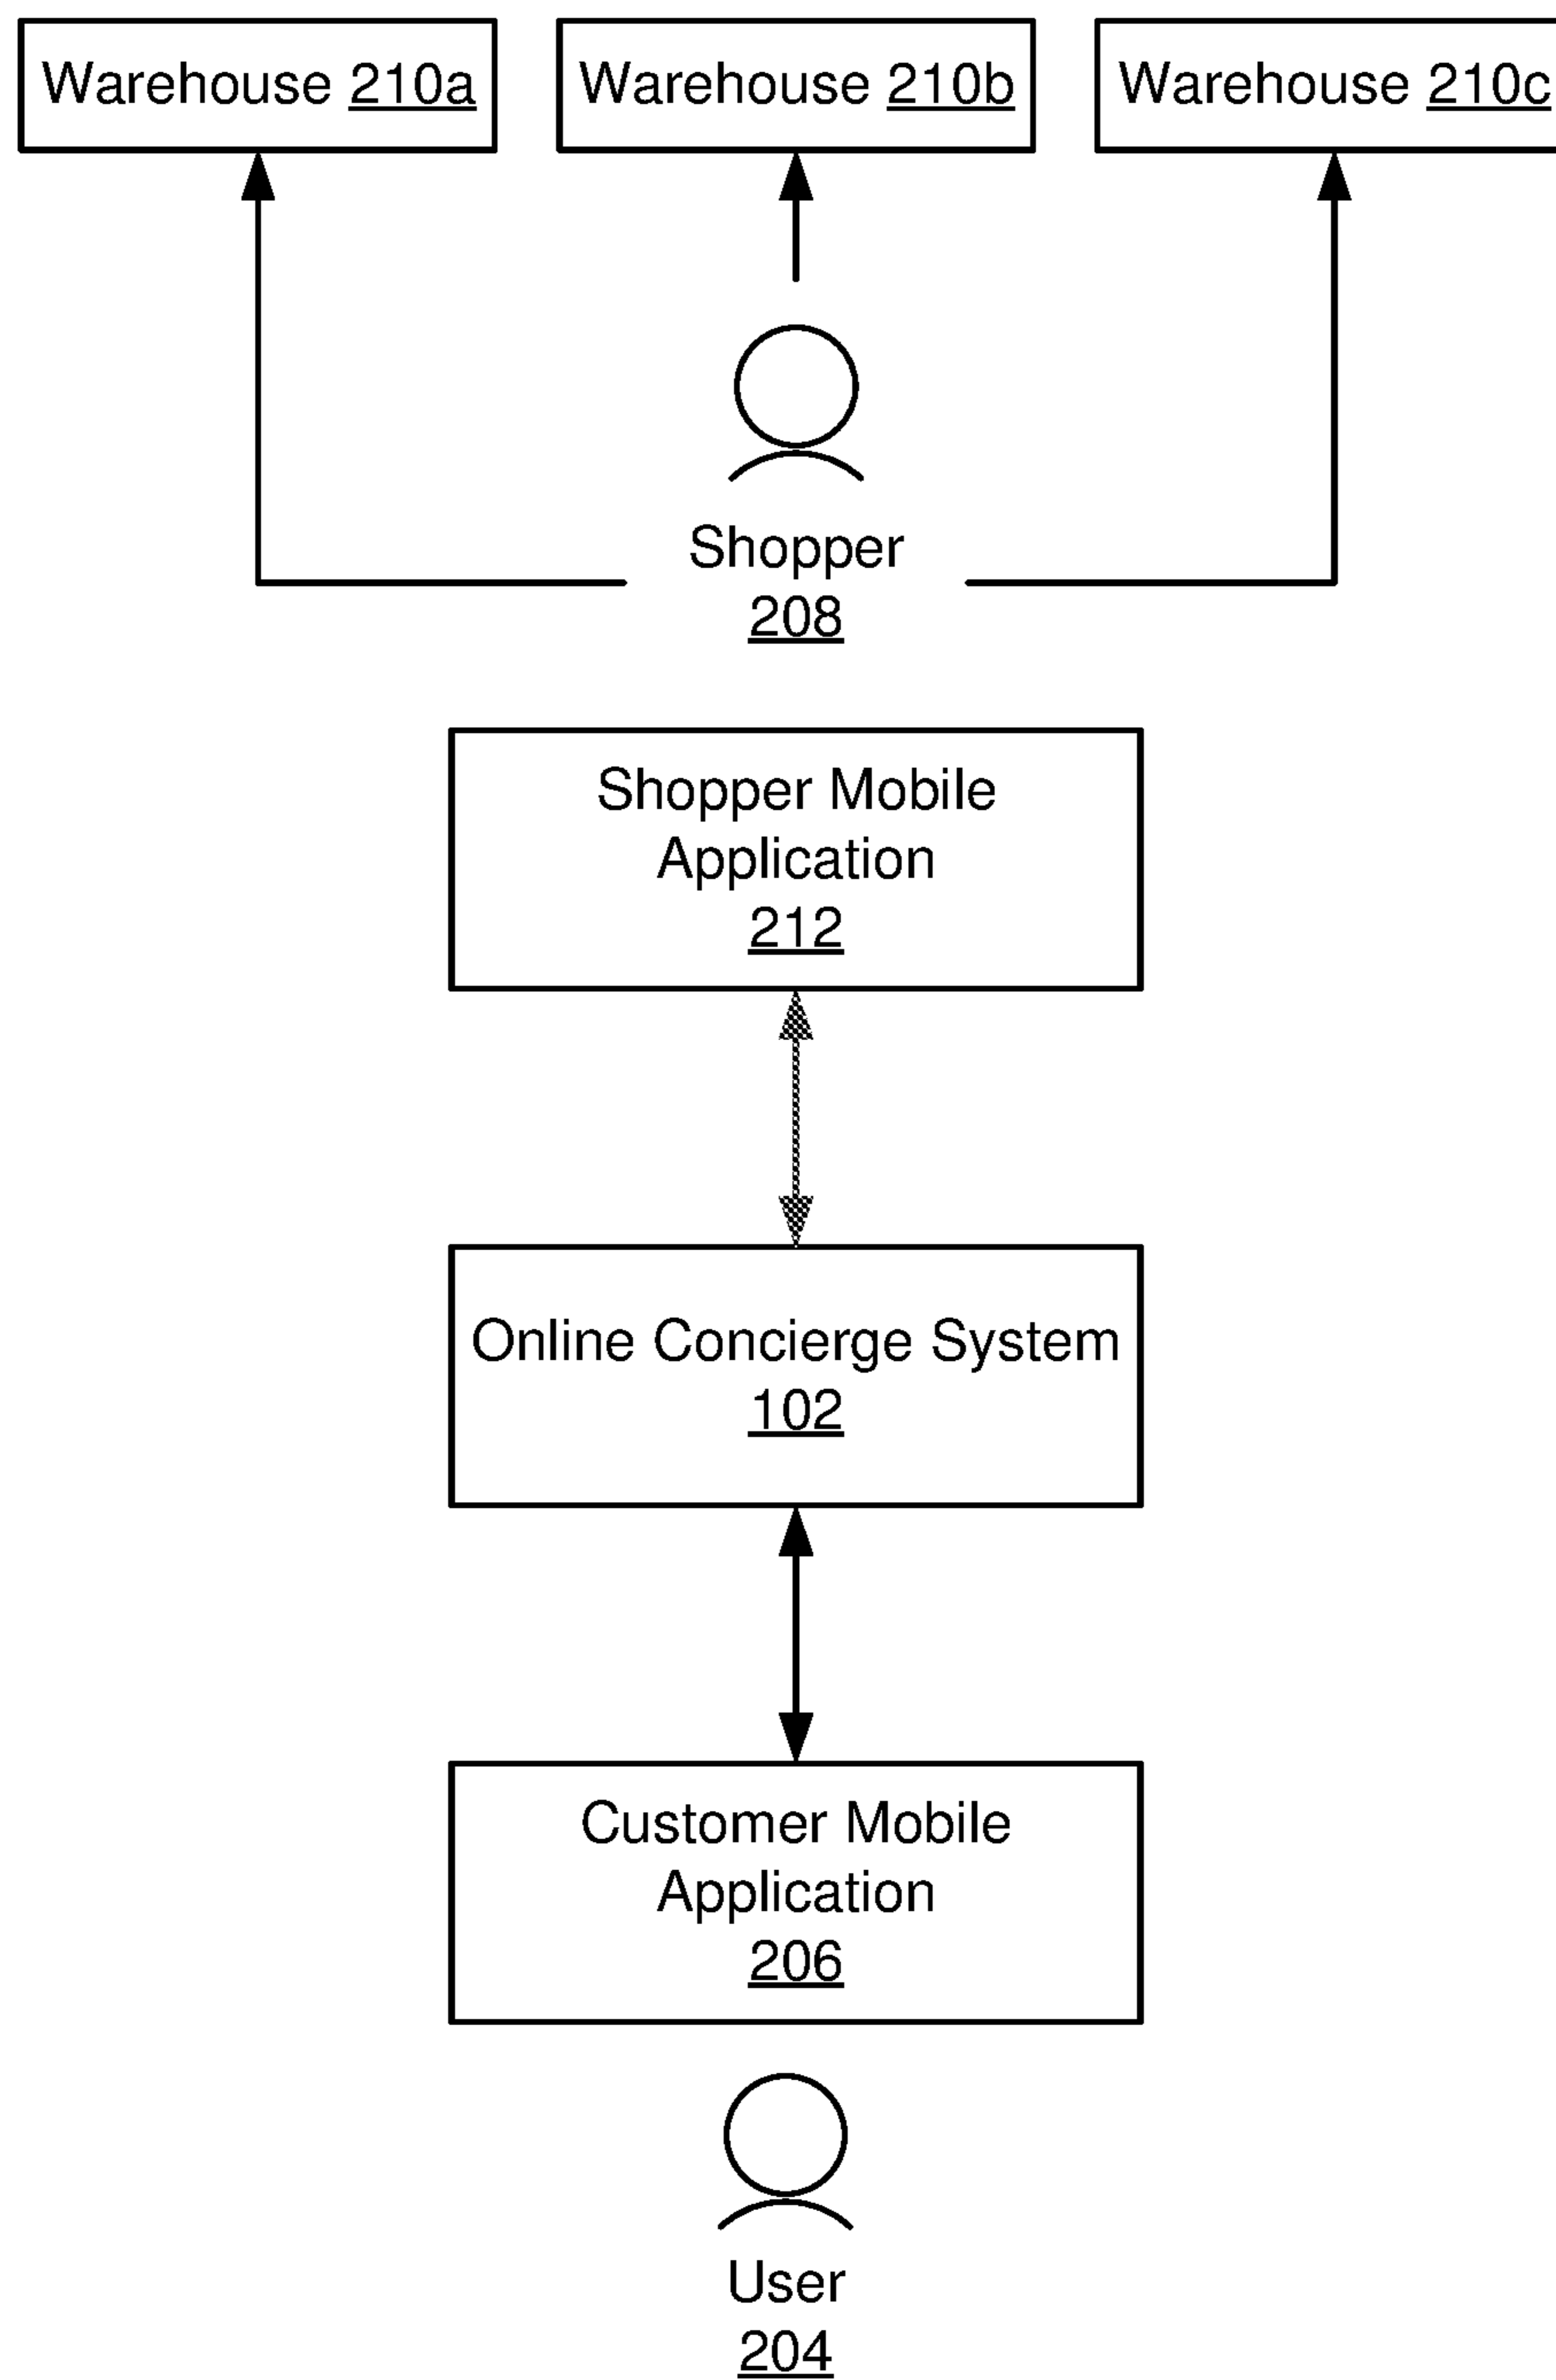 Warehouse 210a
Warehouse 210b
Warehouse 210c
Shopper
208
Shopper Mobile
Application
212
Online Concierge System
102
Customer Mobile
Application
206
User
204